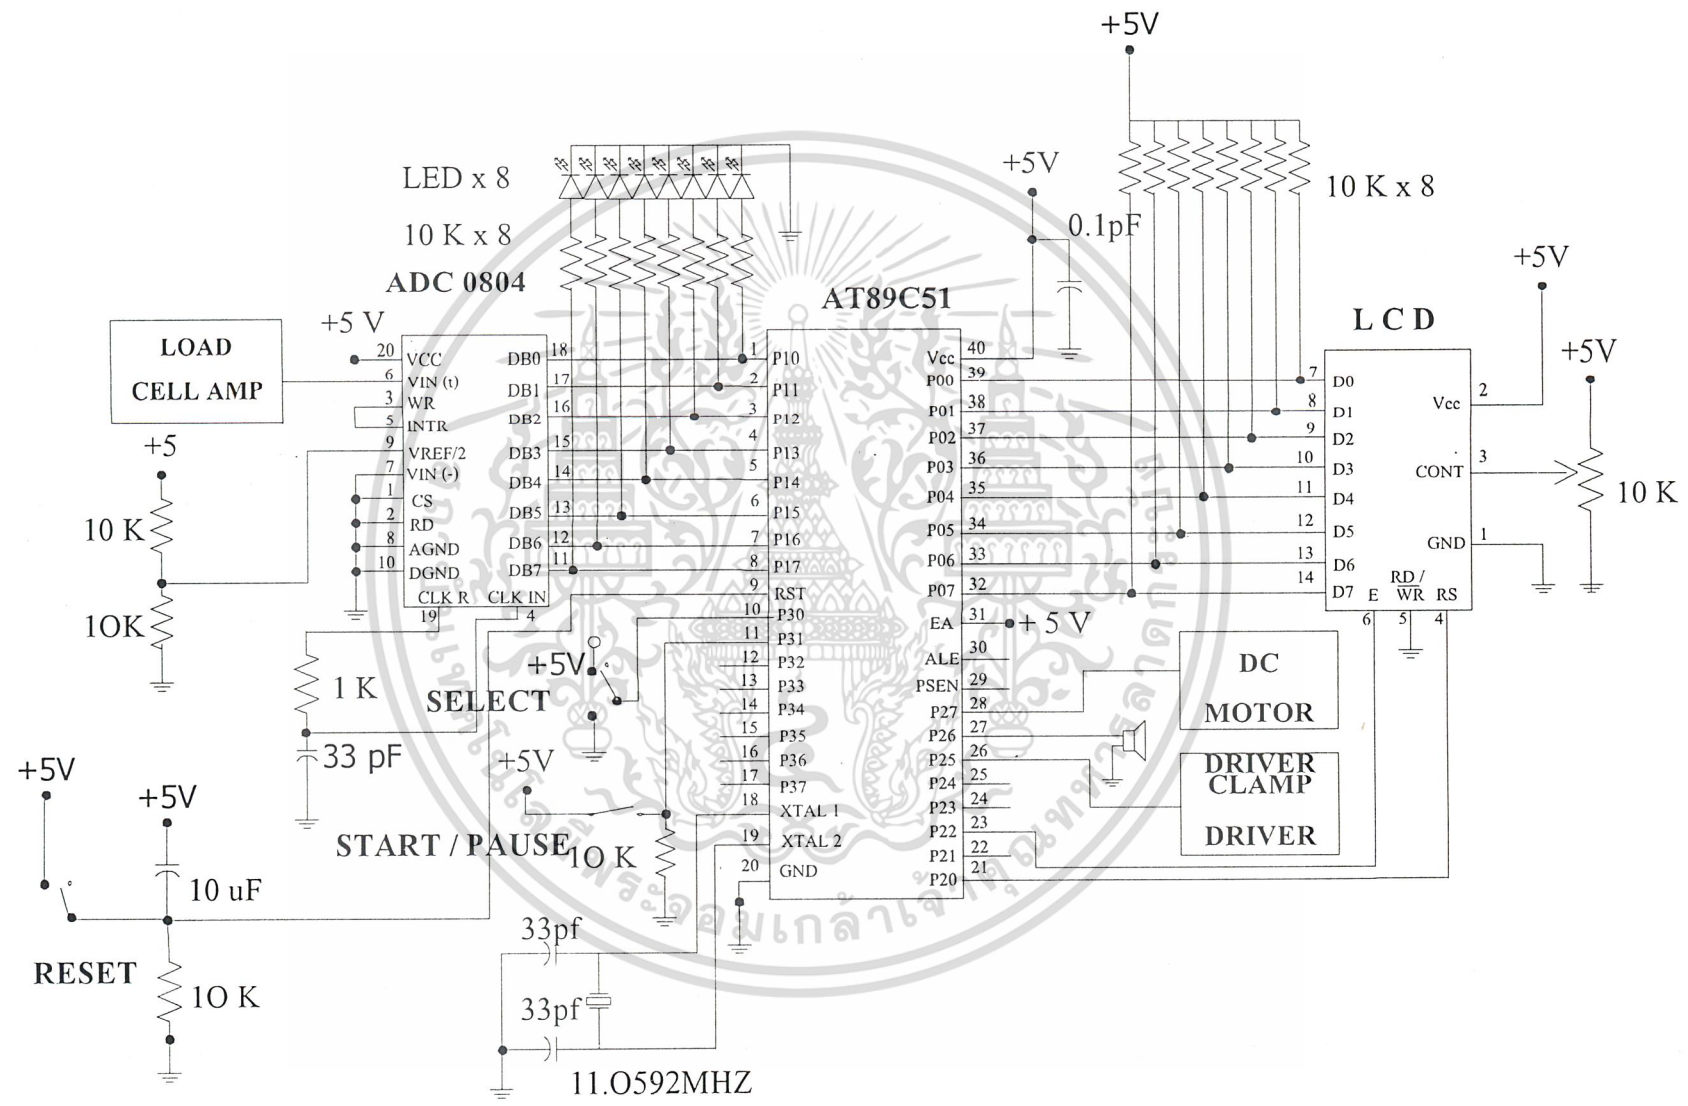 +5V
LED x 8
10 K x 8
ADC 0804
+5 V
LOAD
CELL AMP
20 VCC
6 VIN (t)
3 WR
5 INTR
9 VREF/2
7 VIN (-)
1 CS
2 RD
8 AGND
10 DGND
CLK R 19
CLK IN 4
DB0 18
DB1 17
DB2 16
DB3 15
DB4 14
DB5 13
DB6 12
DB7 11
+5
10 K
1OK
1 K
33 pF
+5V
+5V
10 uF
RESET
1O K
AT89C51
1 P10
2 P11
3 P12
4 P13
5 P14
6 P15
7 P16
8 P17
9 RST
10 P30
11 P31
12 P32
13 P33
14 P34
15 P35
16 P36
17 P37
18 XTAL 1
19 XTAL 2
20 GND
+5V
SELECT
+5V
START / PAUSE
1O K
33pf
33pf
11.O592MHZ
+5V
0.1pF
Vcc 40
P00 39
P01 38
P02 37
P03 36
P04 35
P05 34
P06 33
P07 32
EA 31
+ 5 V
ALE 30
PSEN 29
P27 28
P26 27
P25 26
P24 25
P23 24
P22 23
P21 22
P20 21
10 K x 8
L C D
7 D0
8 D1
9 D2
10 D3
11 D4
12 D5
13 D6
14 D7
Vcc 2
CONT 3
GND 1
E 6
RD / WR 5
RS 4
+5V
+5V
10 K
DC
MOTOR
DRIVER
CLAMP
DRIVER